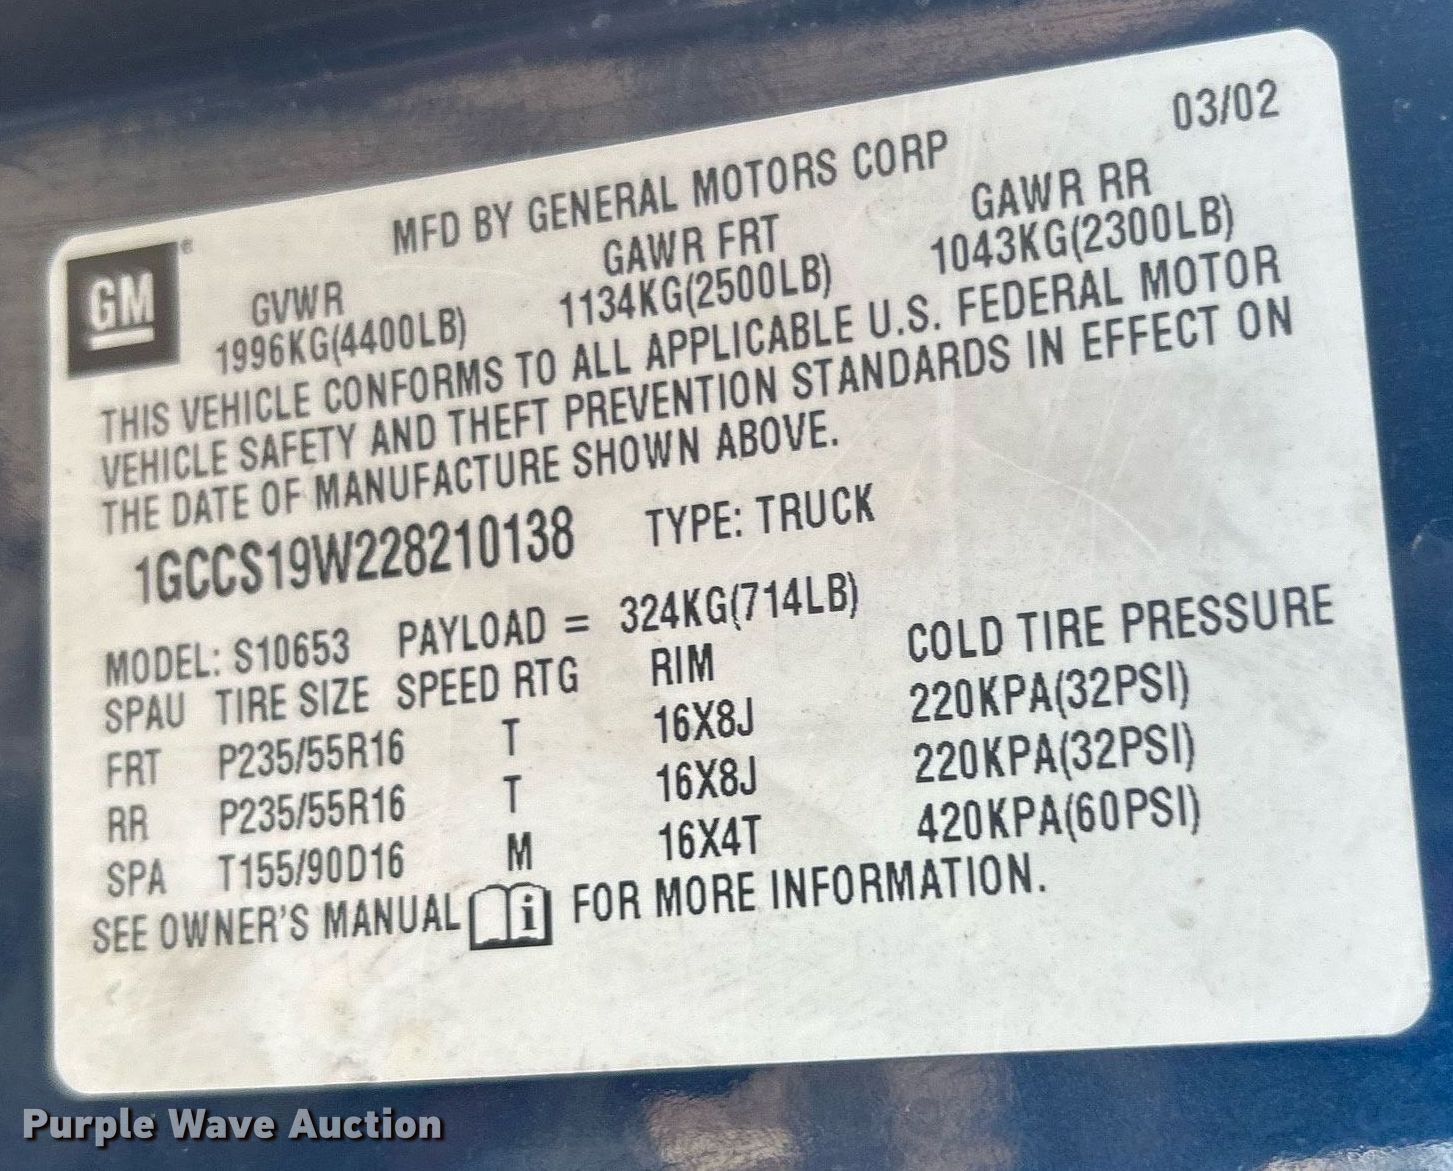 03/02
MFD BY GENERAL MOTORS CORP
GM®
GVWR GAWR FRT GAWR RR
1996KG(4400LB) 1134KG(2500LB) 1043KG(2300LB)
THIS VEHICLE CONFORMS TO ALL APPLICABLE U.S. FEDERAL MOTOR
VEHICLE SAFETY AND THEFT PREVENTION STANDARDS IN EFFECT ON
THE DATE OF MANUFACTURE SHOWN ABOVE.
1GCCS19W228210138 TYPE: TRUCK
MODEL: S10653 PAYLOAD = 324KG(714LB)
SPAU TIRE SIZE SPEED RTG RIM COLD TIRE PRESSURE
FRT P235/55R16 T 16X8J 220KPA(32PSI)
RR P235/55R16 T 16X8J 220KPA(32PSI)
SPA T155/90D16 M 16X4T 420KPA(60PSI)
SEE OWNER'S MANUAL i FOR MORE INFORMATION.
Purple Wave Auction